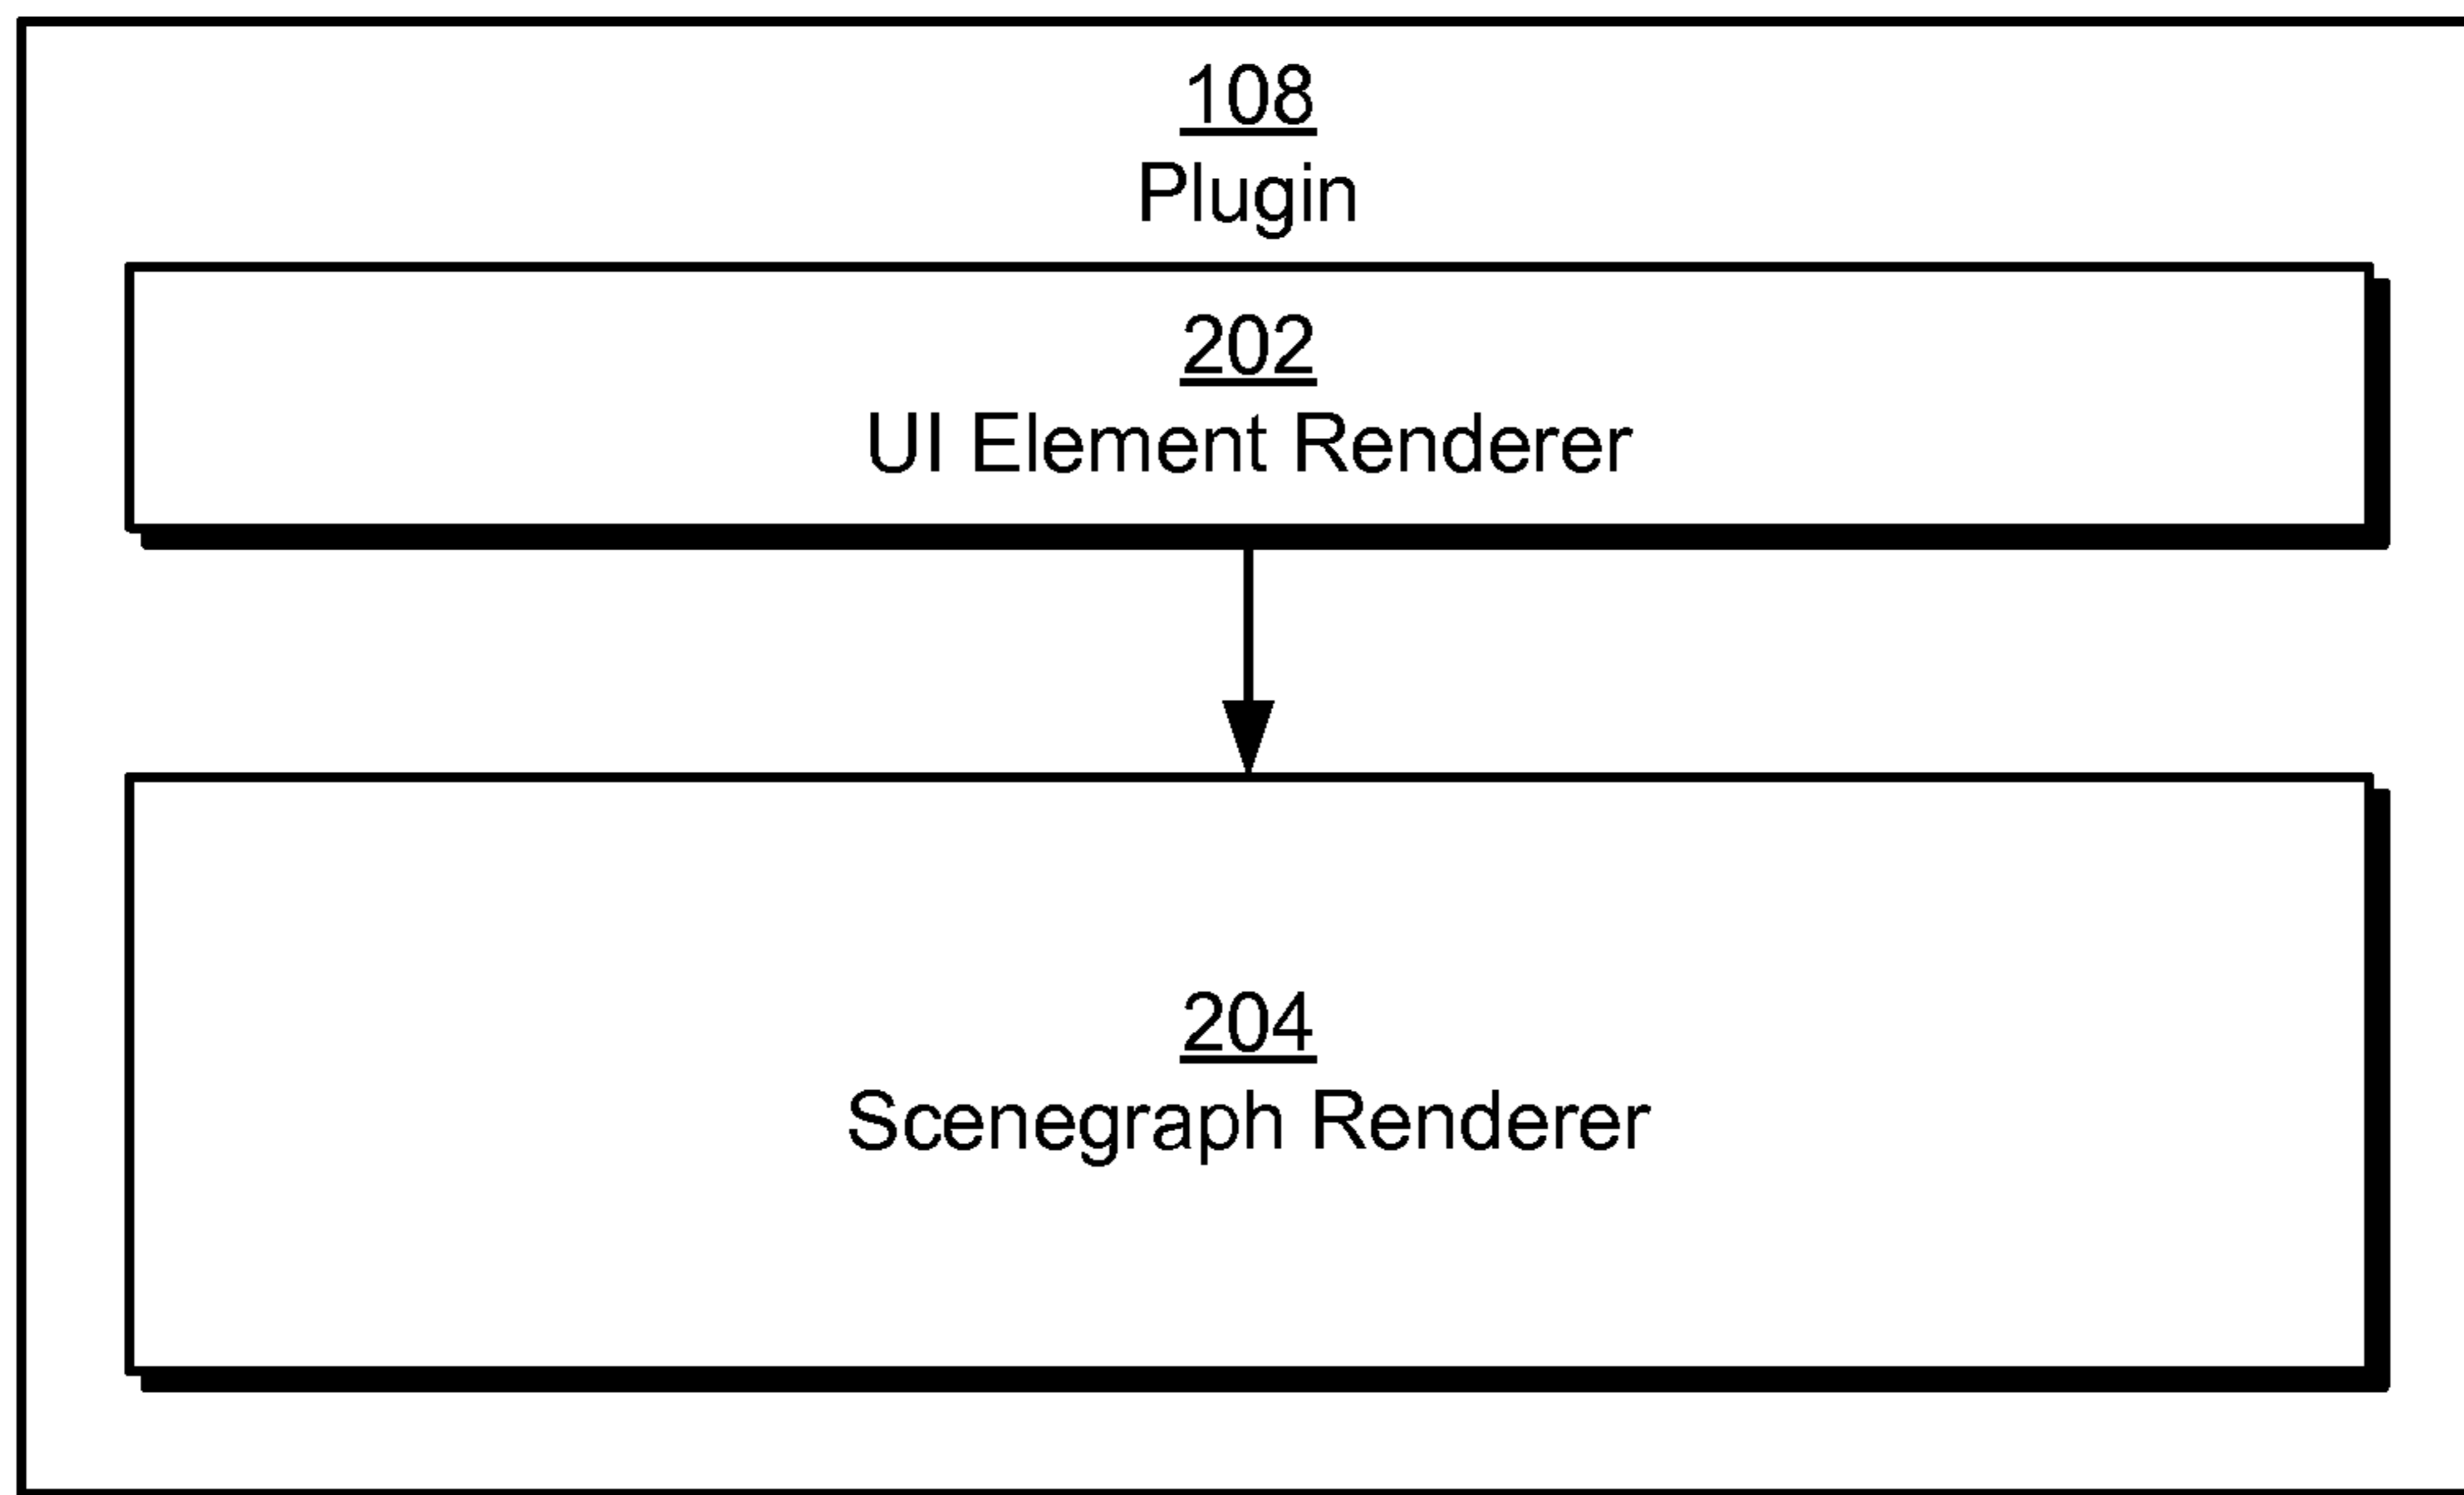 108
Plugin
202
UI Element Renderer
204
Scenegraph Renderer